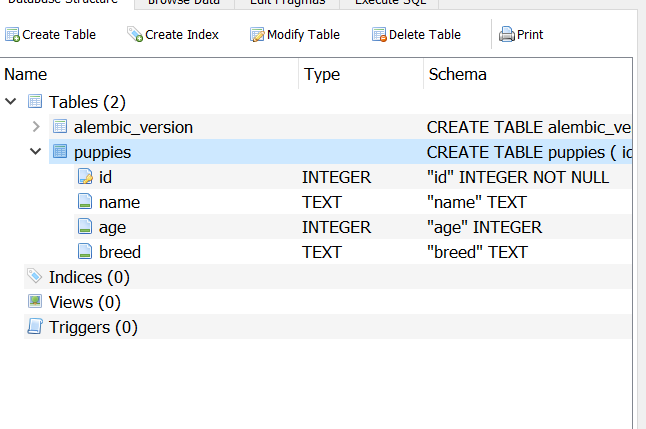 Database Structure Browse Data Edit Pragmas Execute SQL
Create Table Create Index Modify Table Delete Table Print
Name Type Schema
Tables (2)
alembic_version CREATE TABLE alembic_ve
puppies CREATE TABLE puppies ( id
id INTEGER "id" INTEGER NOT NULL
name TEXT "name" TEXT
age INTEGER "age" INTEGER
breed TEXT "breed" TEXT
Indices (0)
Views (0)
Triggers (0)